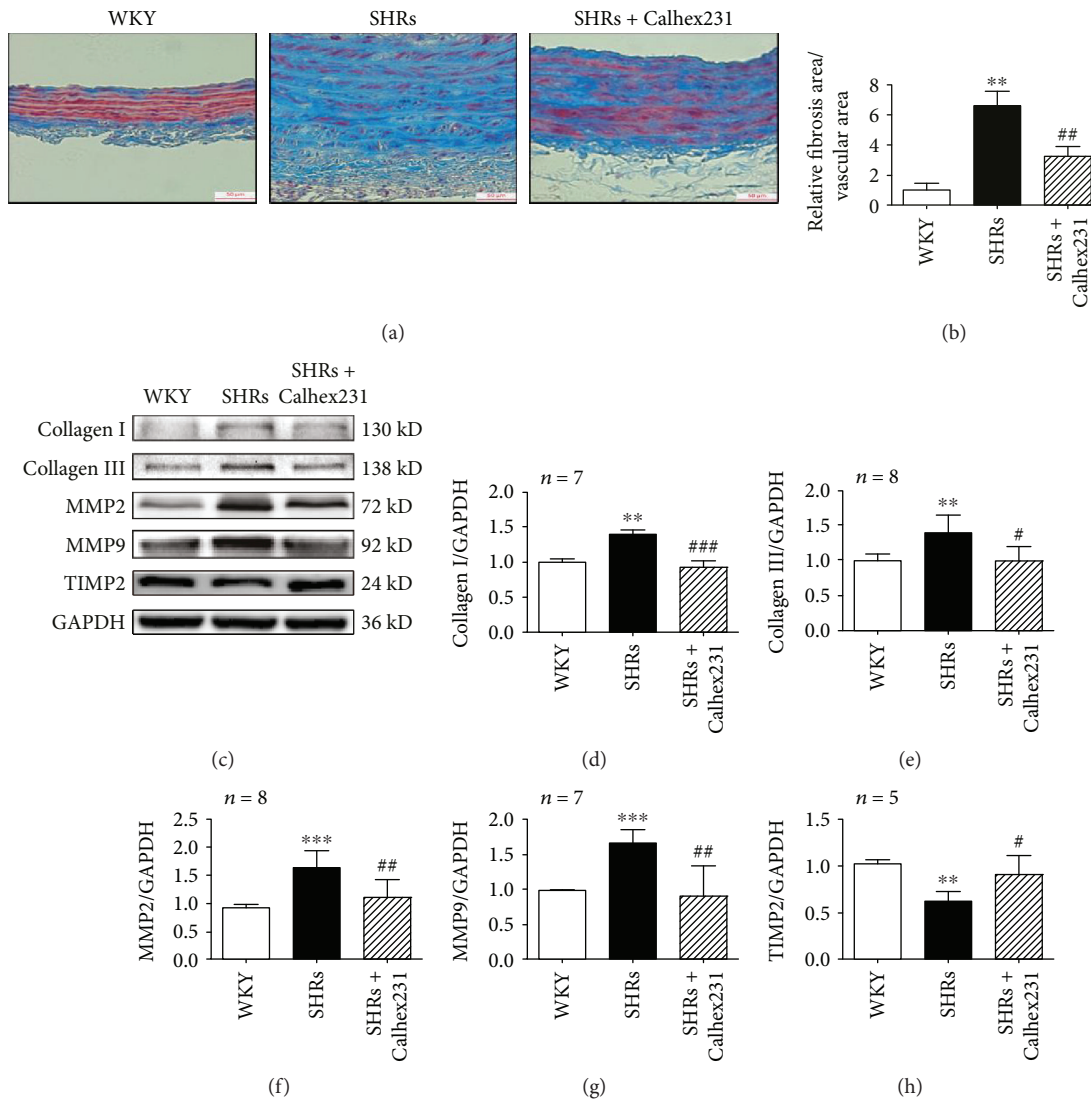 WKY
SHRs
SHRs + Calhex231
50 μm
50 μm
50 μm
Relative fibrosis area/
vascular area
8
6
4
2
0
**
##
WKY
SHRs
SHRs +
Calhex231
(a)
(b)
WKY
SHRs
SHRs +
Calhex231
Collagen I
130 kD
Collagen III
138 kD
MMP2
72 kD
MMP9
92 kD
TIMP2
24 kD
GAPDH
36 kD
(c)
n = 7
Collagen I/GAPDH
2.0
1.5
1.0
0.5
0.0
**
###
WKY
SHRs
SHRs +
Calhex231
(d)
n = 8
Collagen III/GAPDH
2.0
1.5
1.0
0.5
0.0
**
#
WKY
SHRs
SHRs +
Calhex231
(e)
n = 8
MMP2/GAPDH
2.5
2.0
1.5
1.0
0.5
0.0
***
##
WKY
SHRs
SHRs +
Calhex231
(f)
n = 7
MMP9/GAPDH
2.0
1.5
1.0
0.5
0.0
***
##
WKY
SHRs
SHRs +
Calhex231
(g)
n = 5
TIMP2/GAPDH
1.5
1.0
0.5
0.0
**
#
WKY
SHRs
SHRs +
Calhex231
(h)